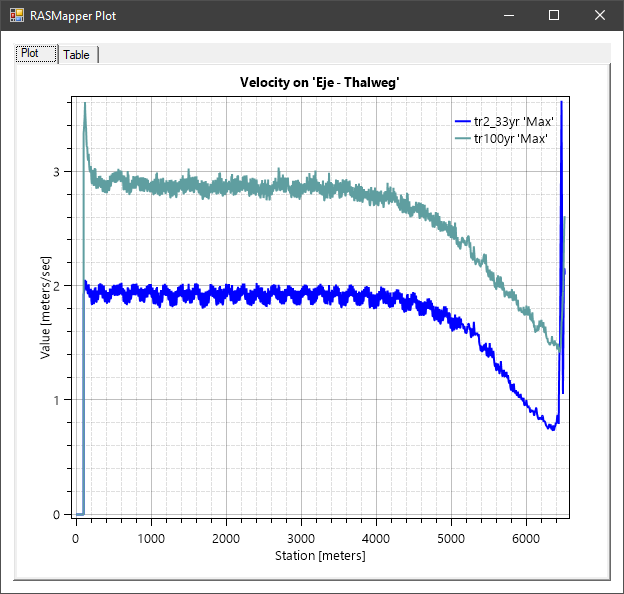 RASMapper Plot
Plot Table
Velocity on 'Eje - Thalweg'
tr2_33yr 'Max'
tr100yr 'Max'
3
2
1
0
Value [meters/sec]
0 1000 2000 3000 4000 5000 6000
Station [meters]